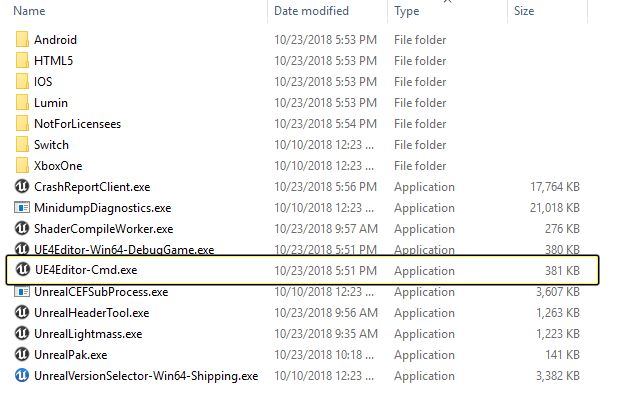 Name Date modified Type Size
Android 10/23/2018 5:53 PM File folder
HTML5 10/23/2018 5:53 PM File folder
IOS 10/23/2018 5:53 PM File folder
Lumin 10/23/2018 5:53 PM File folder
NotForLicensees 10/23/2018 5:54 PM File folder
Switch 10/10/2018 12:23 ... File folder
XboxOne 10/10/2018 12:23 ... File folder
CrashReportClient.exe 10/23/2018 5:56 PM Application 17,764 KB
MinidumpDiagnostics.exe 10/10/2018 12:23 ... Application 21,018 KB
ShaderCompileWorker.exe 10/23/2018 9:57 AM Application 276 KB
UE4Editor-Win64-DebugGame.exe 10/23/2018 5:51 PM Application 380 KB
UE4Editor-Cmd.exe 10/23/2018 5:51 PM Application 381 KB
UnrealCEFSubProcess.exe 10/10/2018 12:23 ... Application 3,607 KB
UnrealHeaderTool.exe 10/23/2018 9:56 AM Application 1,263 KB
UnrealLightmass.exe 10/23/2018 9:35 AM Application 1,223 KB
UnrealPak.exe 10/23/2018 10:18 ... Application 141 KB
UnrealVersionSelector-Win64-Shipping.exe 10/10/2018 12:23 ... Application 3,382 KB